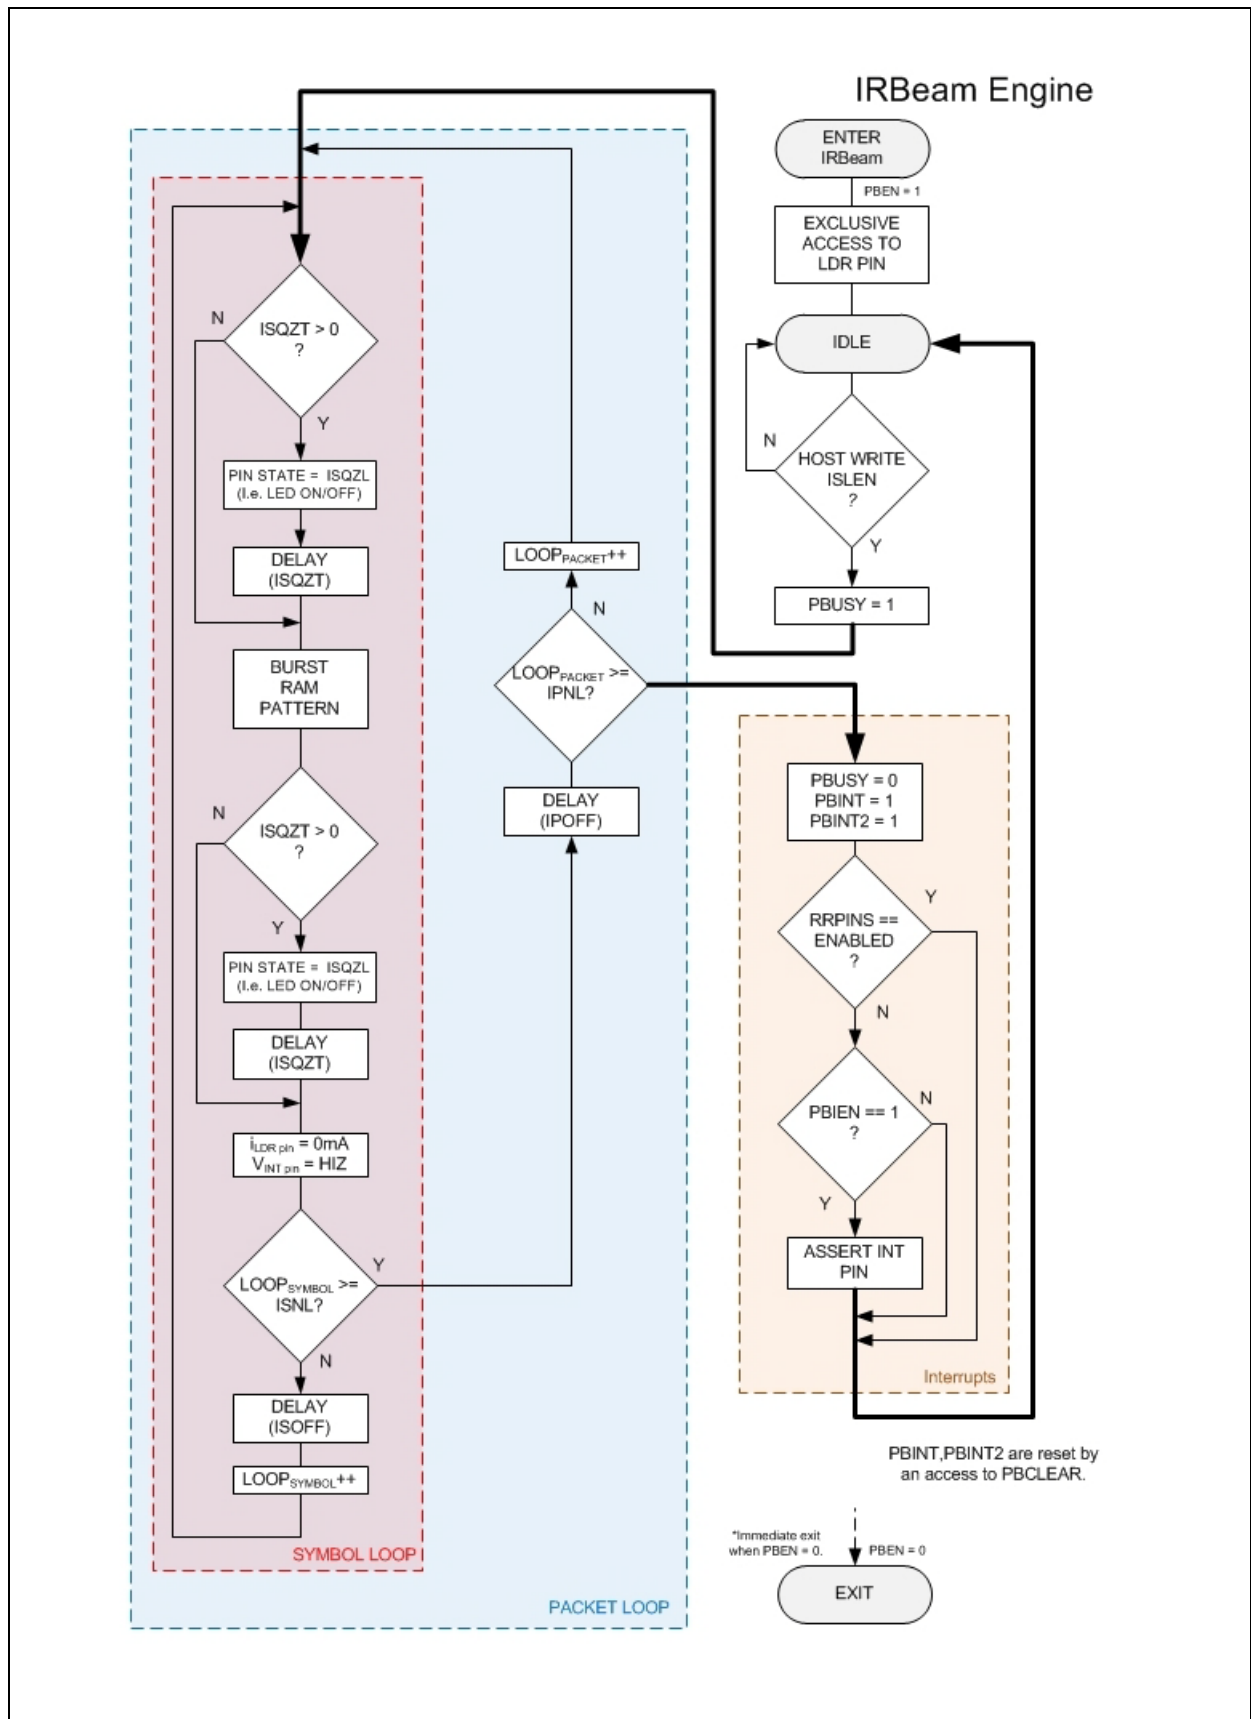 IRBeam Engine
ENTER
IRBeam
PBEN = 1
EXCLUSIVE
ACCESS TO
LDR PIN
IDLE
N
HOST WRITE
ISLEN
?
Y
PBUSY = 1
ISQZT > 0
?
N
Y
PIN STATE = ISQZL
(I.e. LED ON/OFF)
DELAY
(ISQZT)
BURST
RAM
PATTERN
N
ISQZT > 0
?
Y
PIN STATE = ISQZL
(I.e. LED ON/OFF)
DELAY
(ISQZT)
iLDR pin = 0mA
VINT pin = HIZ
LOOPSYMBOL >=
ISNL?
Y
N
DELAY
(ISOFF)
LOOPSYMBOL++
SYMBOL LOOP
LOOPPACKET++
N
LOOPPACKET >=
IPNL?
DELAY
(IPOFF)
PACKET LOOP
PBUSY = 0
PBINT = 1
PBINT2 = 1
RRPINS ==
ENABLED
?
Y
N
PBIEN == 1
?
N
Y
ASSERT INT
PIN
Interrupts
PBINT,PBINT2 are reset by
an access to PBCLEAR.
*Immediate exit
when PBEN = 0.
PBEN = 0
EXIT